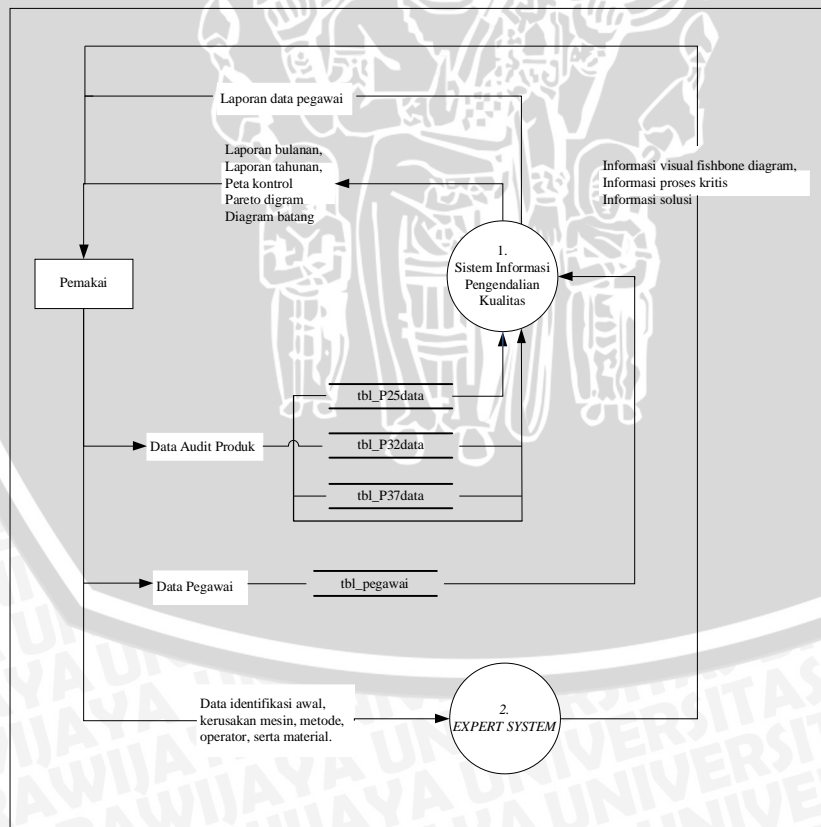 Laporan data pegawai
Laporan bulanan,
Laporan tahunan,
Peta kontrol
Pareto digram
Diagram batang
Informasi visual fishbone diagram,
Informasi proses kritis
Informasi solusi
1.
Sistem Informasi
Pengendalian
Kualitas
Pemakai
tbl_P25data
Data Audit Produk
tbl_P32data
tbl_P37data
Data Pegawai
tbl_pegawai
Data identifikasi awal,
kerusakan mesin, metode,
operator, serta material.
2.
EXPERT SYSTEM